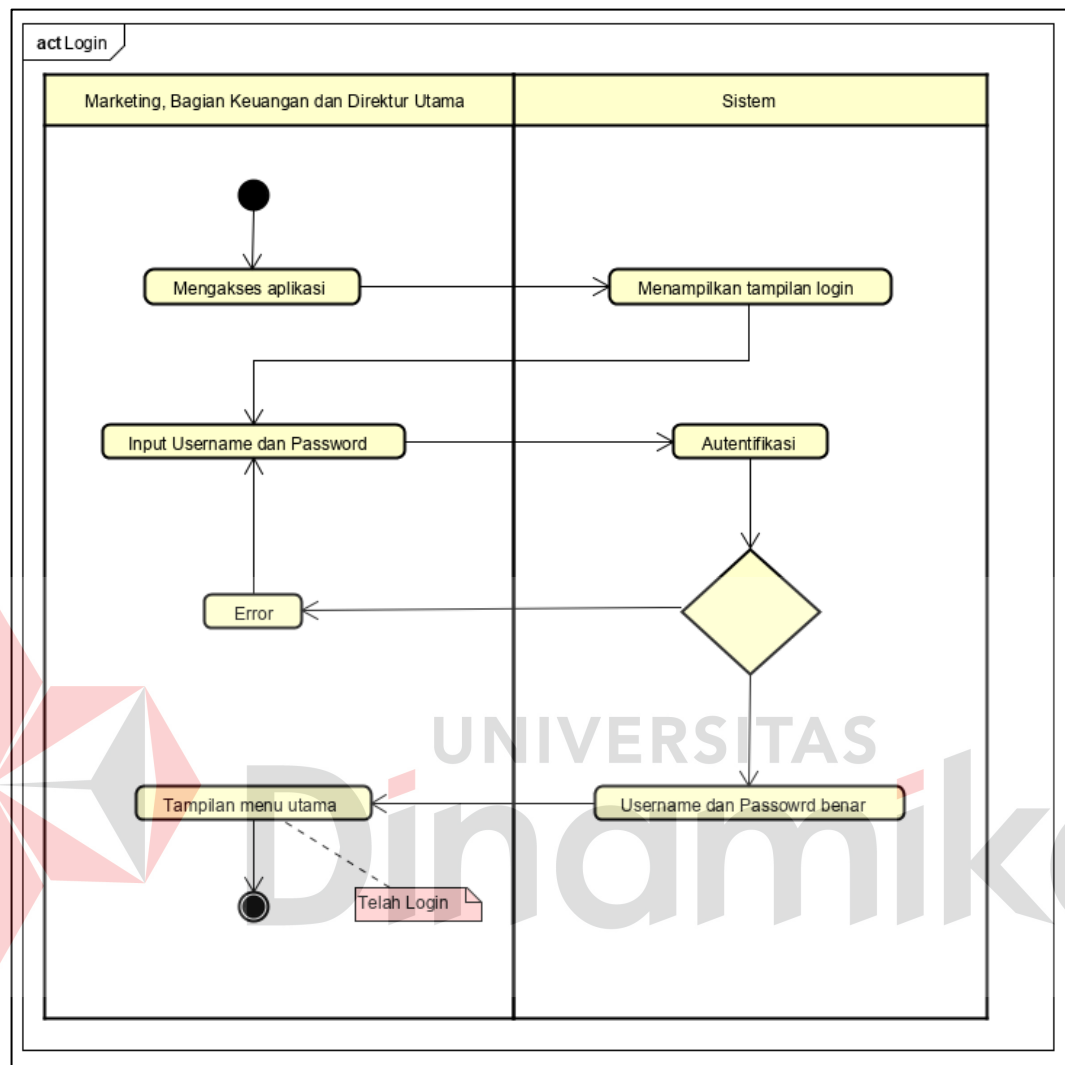 act Login
Marketing, Bagian Keuangan dan Direktur Utama
Sistem
Mengakses aplikasi
Menampilkan tampilan login
Input Username dan Password
Autentifikasi
Error
UNIVERSITAS
Dinamika
Tampilan menu utama
Username dan Passowrd benar
Telah Login